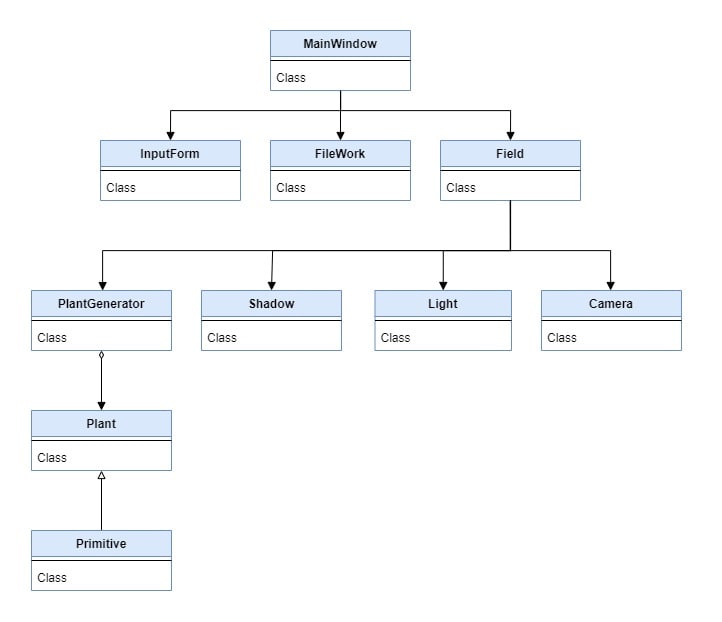 MainWindow
Class
InputForm
Class
FileWork
Class
Field
Class
PlantGenerator
Class
Shadow
Class
Light
Class
Camera
Class
Plant
Class
Primitive
Class